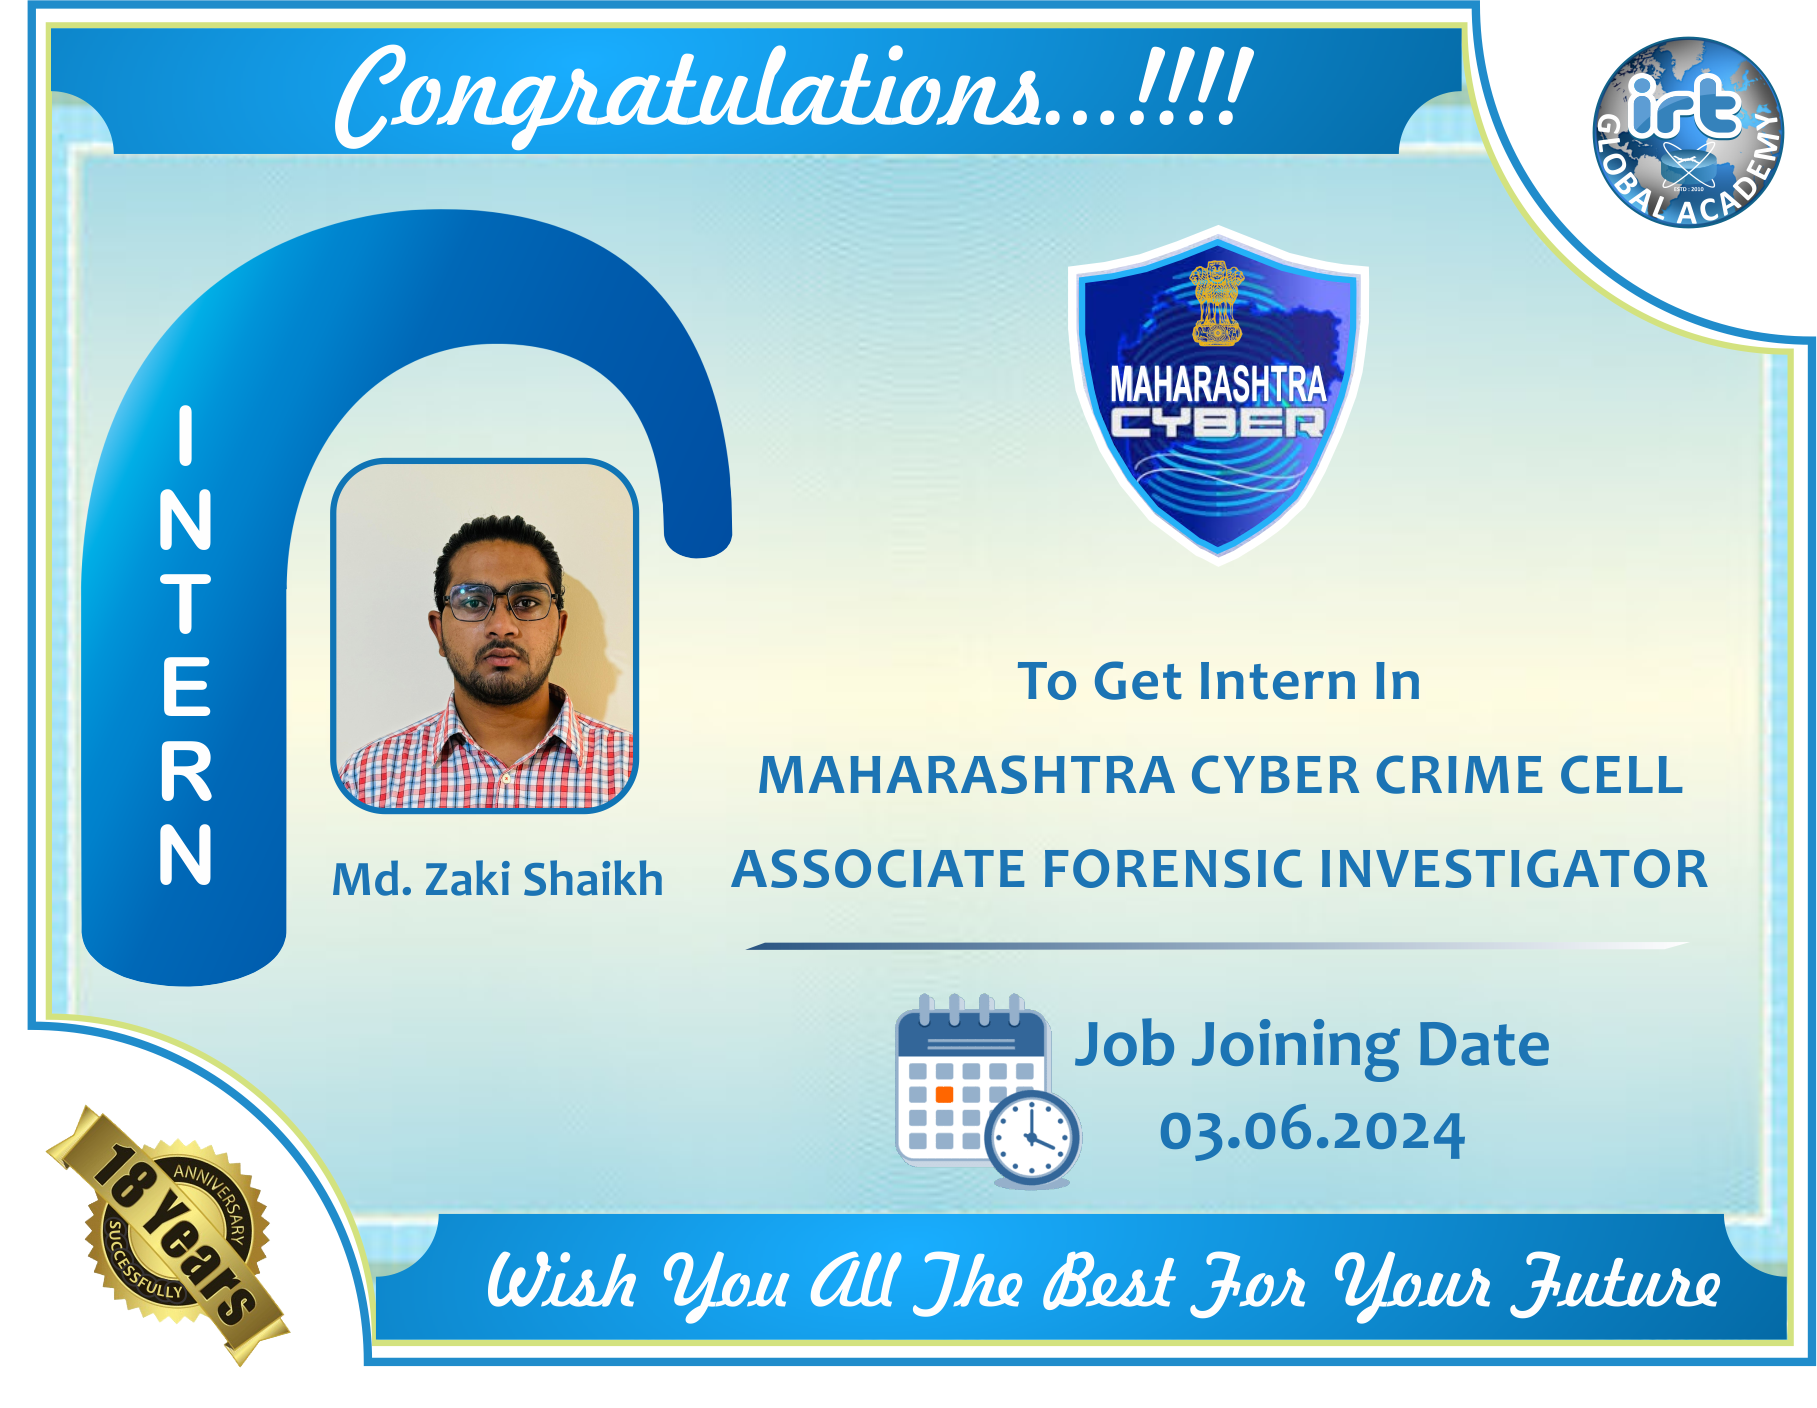 Congratulations...!!!!
irt
GLOBAL ACADEMY
ESTD : 2010
MAHARASHTRA
CYBER
INTERN
To Get Intern In
MAHARASHTRA CYBER CRIME CELL
ASSOCIATE FORENSIC INVESTIGATOR
Md. Zaki Shaikh
Job Joining Date
03.06.2024
ANNIVERSARY
18 Years
SUCCESSFULLY
Wish You All The Best For Your Future